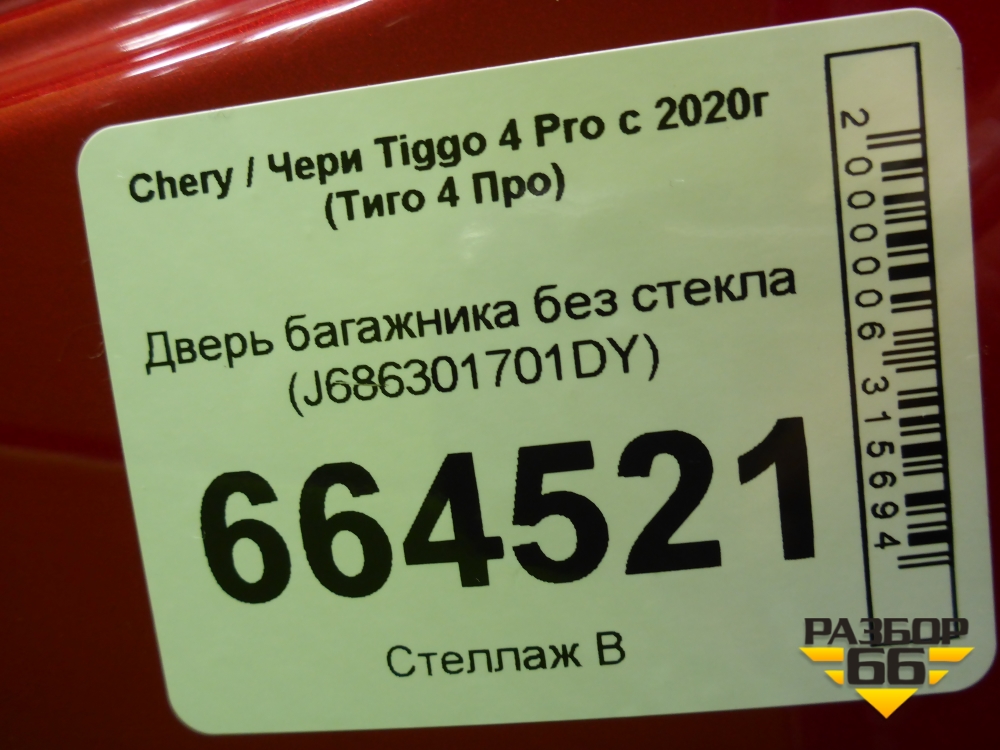 Chery / Чери Tiggo 4 Pro с 2020г
(Тиго 4 Про)
Дверь багажника без стекла
(J686301701DY)
664521
Стеллаж В
2000006315694
РАЗБОР
66